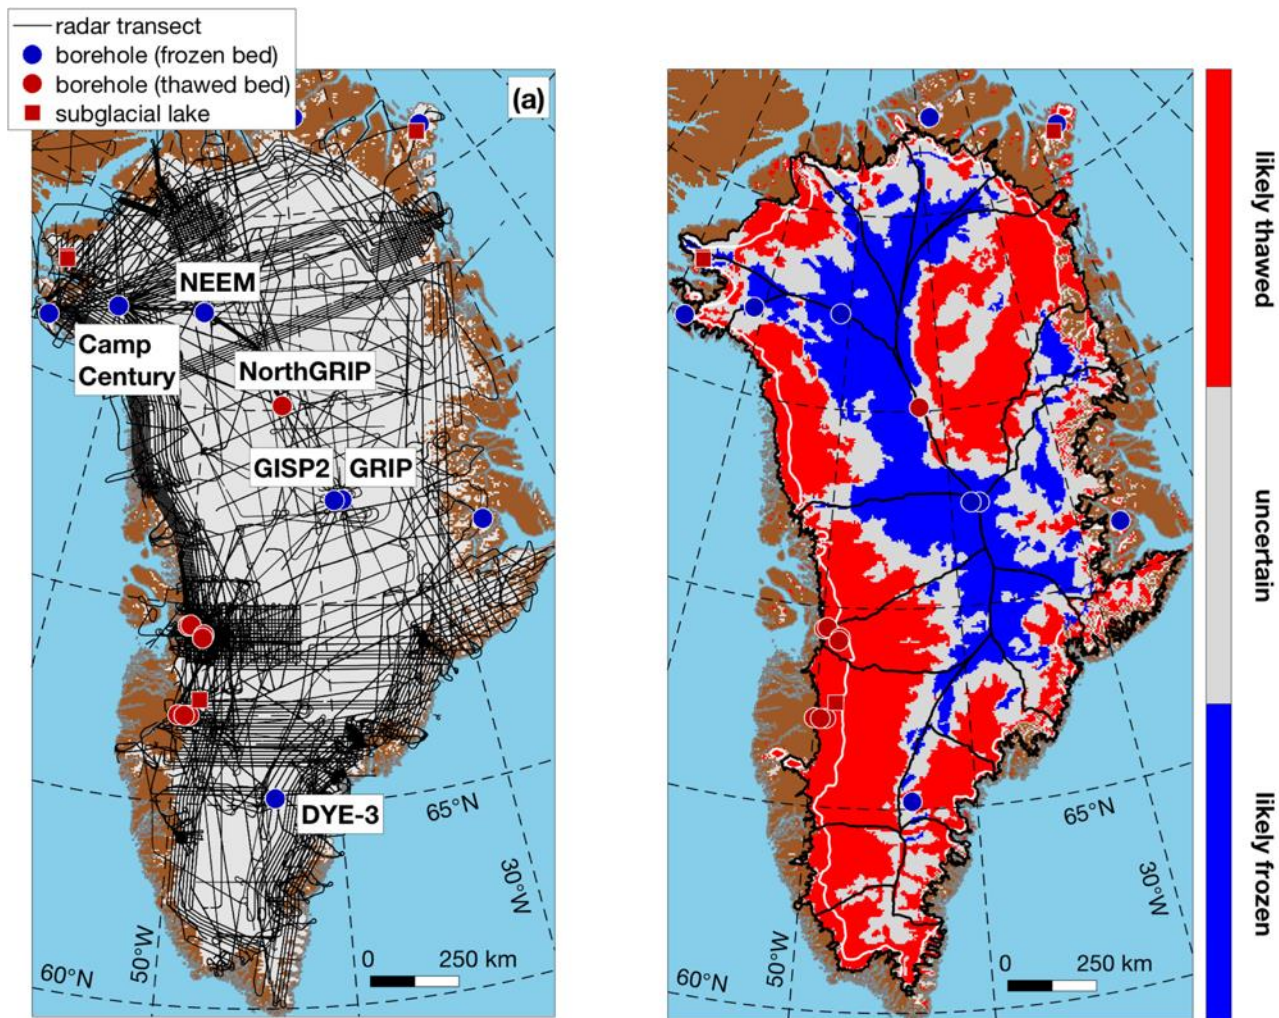 radar transect
borehole (frozen bed)
borehole (thawed bed)
subglacial lake
(a)
NEEM
Camp
Century
NorthGRIP
GISP2
GRIP
DYE-3
65°N
30°W
50°W
60°N
0 250 km
likely thawed
uncertain
likely frozen
65°N
30°W
50°W
60°N
0 250 km